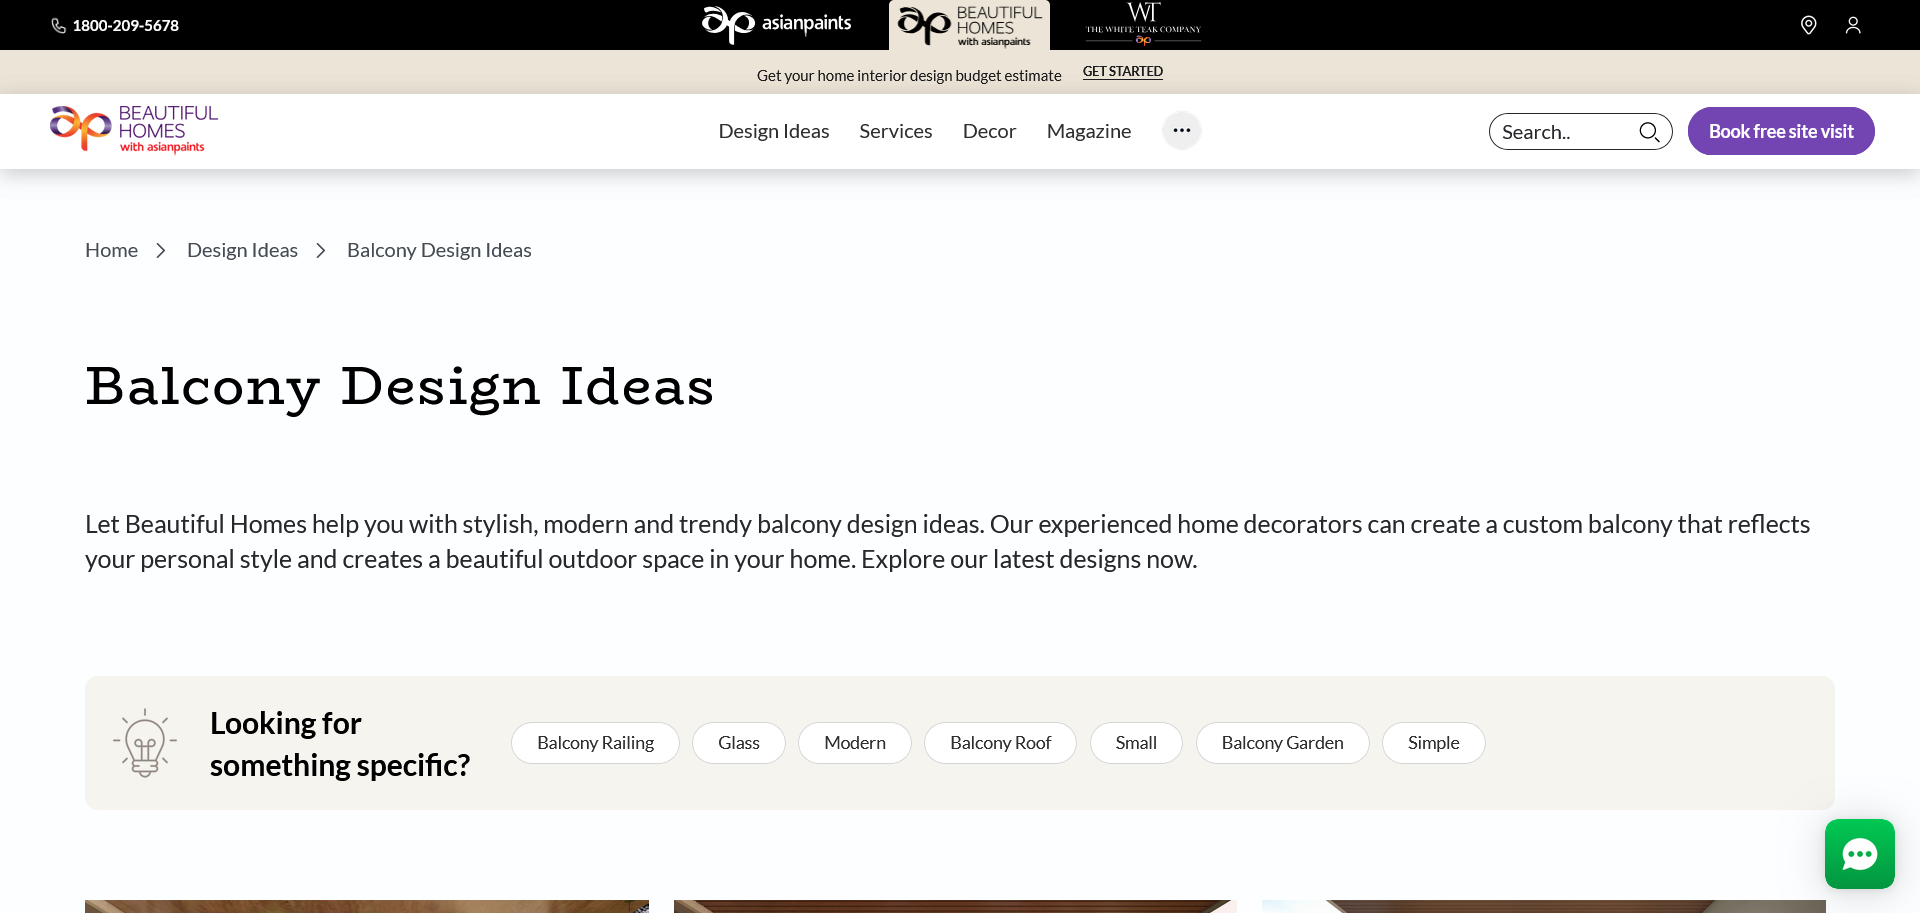 1800-209-5678
asianpaints
BEAUTIFUL
HOMES
with asianpaints
WT
THE WHITE TEAK COMPANY
Get your home interior design budget estimate GET STARTED
BEAUTIFUL
HOMES
with asianpaints
Design Ideas Services Decor Magazine
Search..
Book free site visit
Home Design Ideas Balcony Design Ideas
Balcony Design Ideas
Let Beautiful Homes help you with stylish, modern and trendy balcony design ideas. Our experienced home decorators can create a custom balcony that reflects
your personal style and creates a beautiful outdoor space in your home. Explore our latest designs now.
Looking for
something specific?
Balcony Railing Glass Modern Balcony Roof Small Balcony Garden Simple